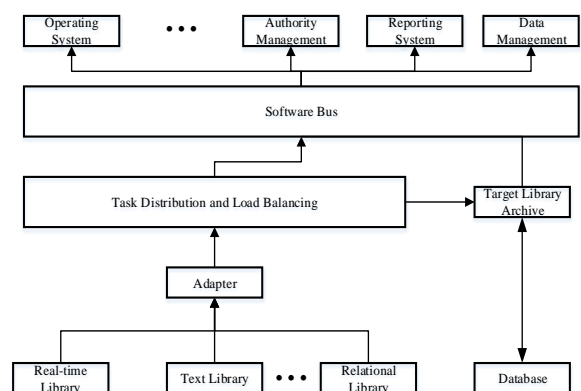 Operating
System
•••
Authority
Management
Reporting
System
Data
Management
Software Bus
Task Distribution and Load Balancing
Target Library
Archive
Adapter
Real-time
Library
Text Library
•••
Relational
Library
Database